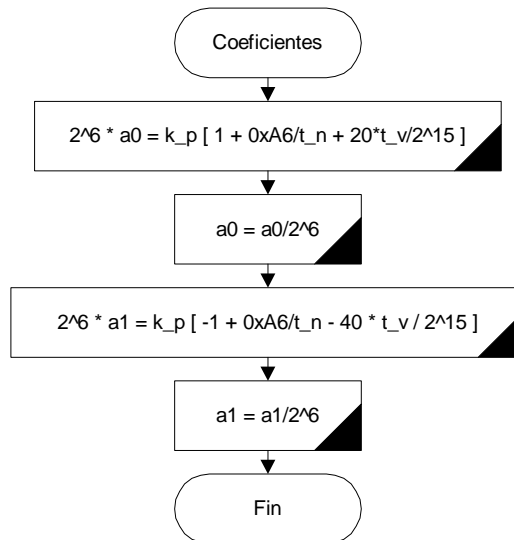 Coeficientes
2^6 * a0 = k_p [ 1 + 0xA6/t_n + 20*t_v/2^15 ]
a0 = a0/2^6
2^6 * a1 = k_p [ -1 + 0xA6/t_n - 40 * t_v / 2^15 ]
a1 = a1/2^6
Fin